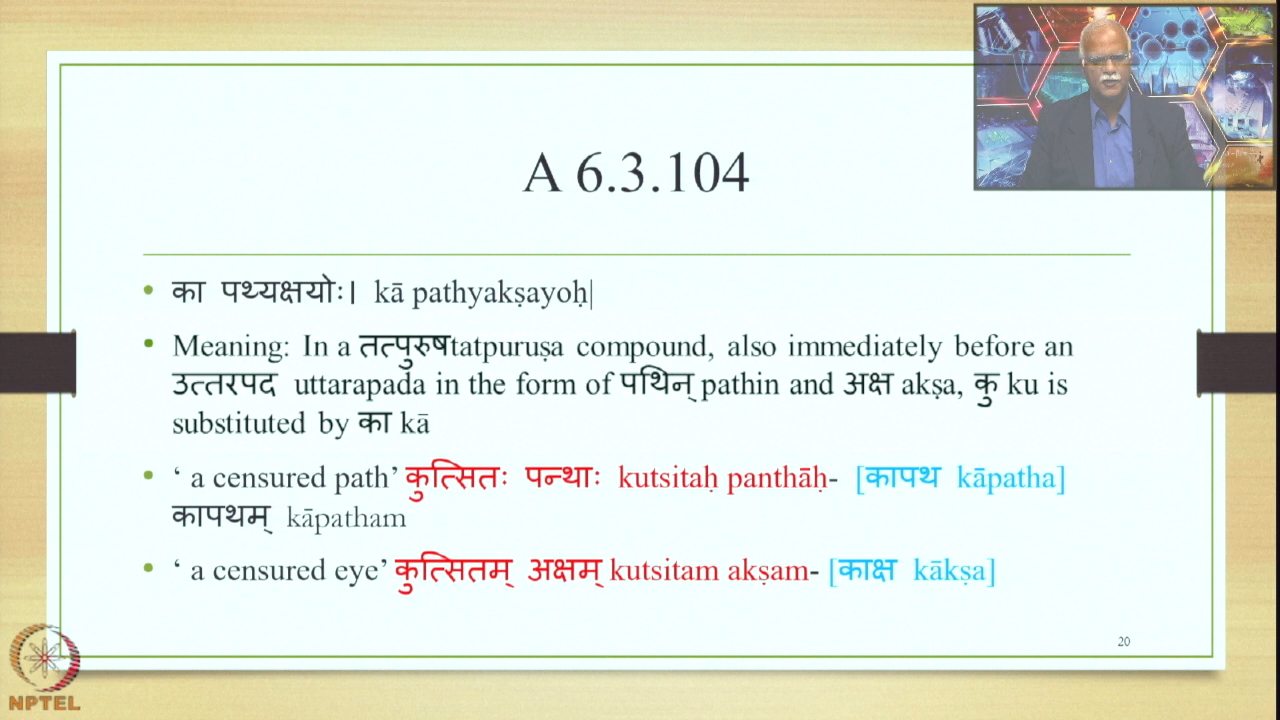 A 6.3.104
• का पथ्यक्षयोः। kā pathyakṣayoḥ|
• Meaning: In a तत्पुरुषtatpuruṣa compound, also immediately before an
उत्तरपद uttarapada in the form of पथिन् pathin and अक्ष akṣa, कु ku is
substituted by का kā
• ‘ a censured path’ कुत्सितः पन्थाः kutsitaḥ panthāḥ- [कापथ kāpatha]
कापथम् kāpatham
• ‘ a censured eye’ कुत्सितम् अक्षम् kutsitam akṣam- [काक्ष kākṣa]
20
NPTEL